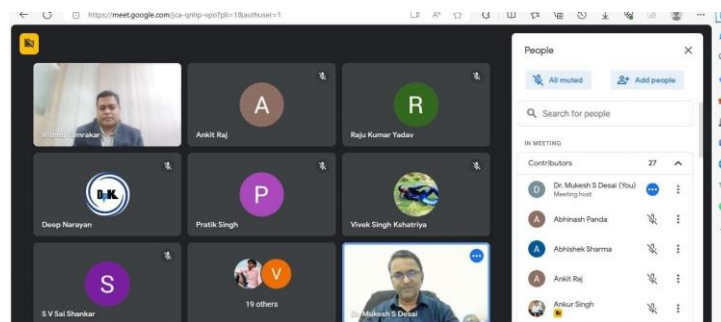 https://meet.google.com/jca-qnhp-vpo?pli=1&authuser=1
People
All muted
Add people
Search for people
IN MEETING
Contributors 27
D
Dr. Mukesh S Desai (You)
Meeting host
A
Abhinash Panda
A
Abhishek Sharma
A
Ankit Raj
Ankur Singh
A
Ankit Raj
R
Raju Kumar Yadav
Deep Narayan
P
Pratik Singh
Vivek Singh Kshatriya
S
S V Sai Shankar
V
19 others
Dr. Mukesh S Desai